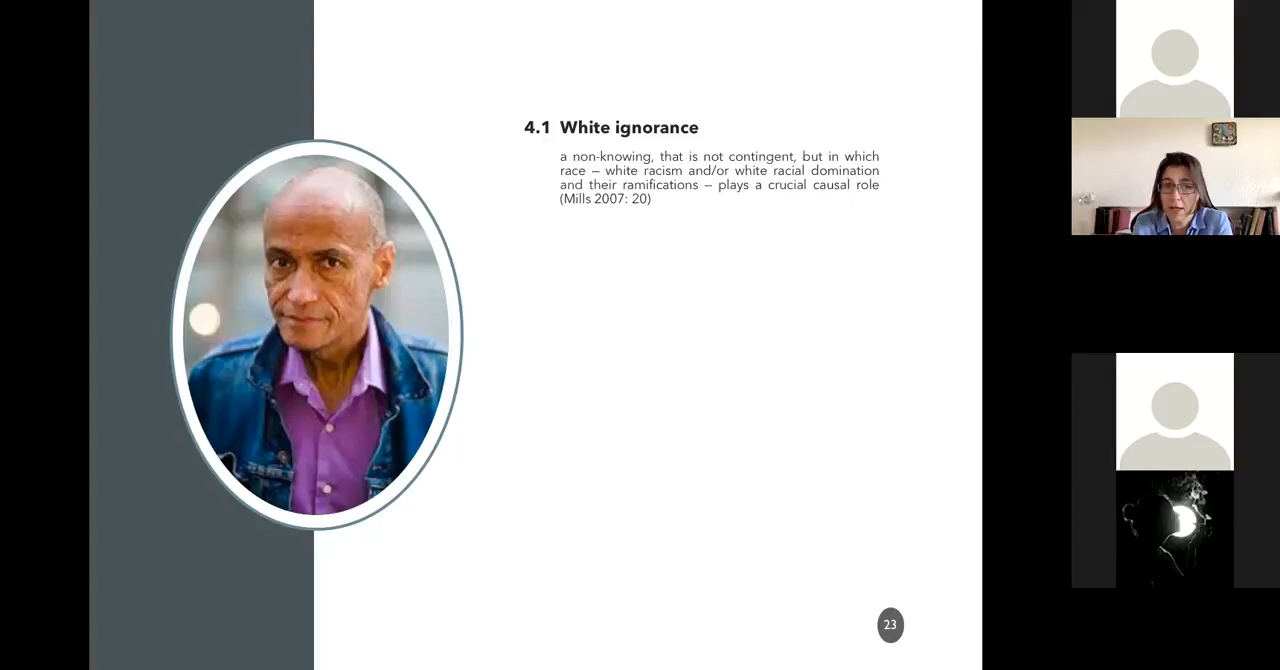 4.1 White ignorance
a non-knowing, that is not contingent, but in which
race – white racism and/or white racial domination
and their ramifications – plays a crucial causal role
(Mills 2007: 20)
23